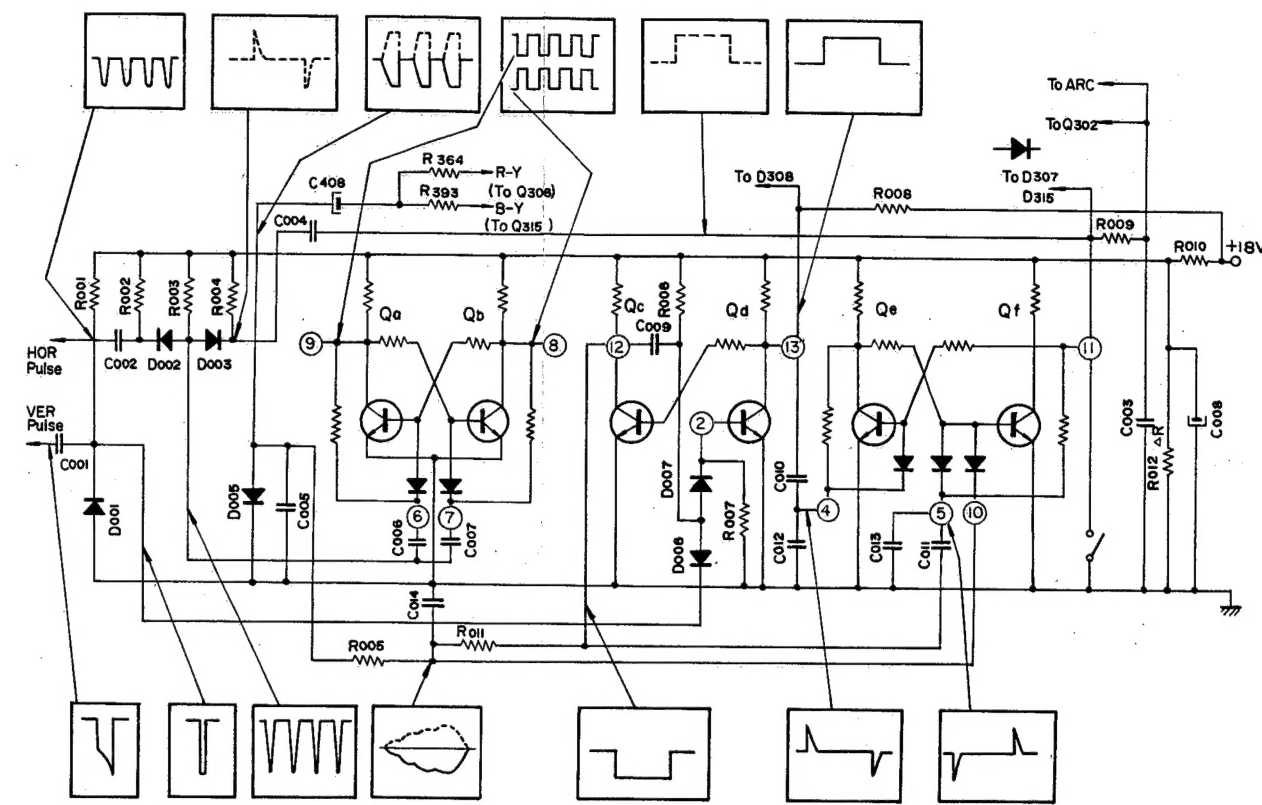 To ARC
To Q302
To D307
D315
To D308
R364
R-Y
(To Q308)
C408
R393
B-Y
(To Q315)
C004
R008
R009
R010
+18V
R001
R002
R003
R004
Qa
Qb
Qc
R006
Qd
Qe
Qf
C009
9
8
12
13
11
HOR
Pulse
C002
D002
D003
VER
Pulse
C001
2
D001
D005
C005
D007
R007
C010
C003
ΔR
R012
C008
6
7
C006
C007
D006
4
5
10
C012
C013
C011
C014
R011
R005